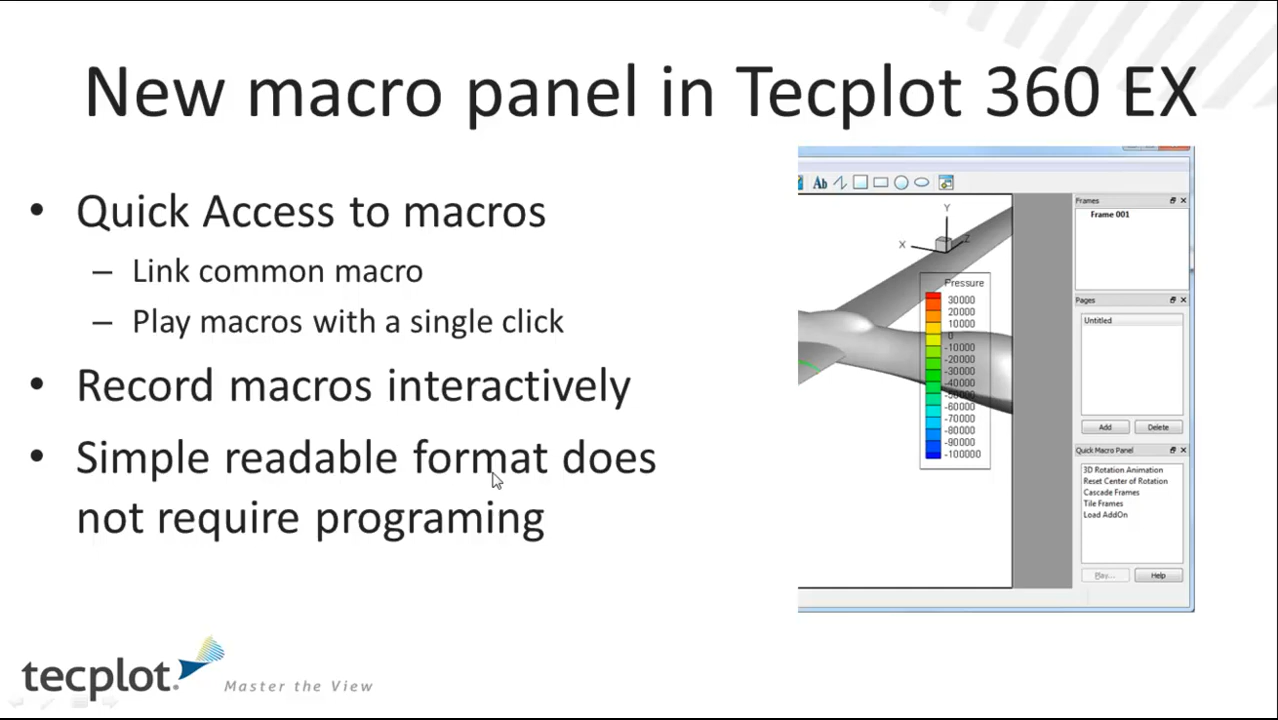 New macro panel in Tecplot 360 EX
• Quick Access to macros
– Link common macro
– Play macros with a single click
• Record macros interactively
• Simple readable format does
not require programing
Ab
Y
X
Z
Pressure
30000
20000
10000
0
-10000
-20000
-30000
-40000
-50000
-60000
-70000
-80000
-90000
-100000
Frames
Frame 001
Pages
Untitled
Add Delete
Quick Macro Panel
3D Rotation Animation
Reset Center of Rotation
Cascade Frames
Tile Frames
Load AddOn
Play... Help
tecplot.
Master the View